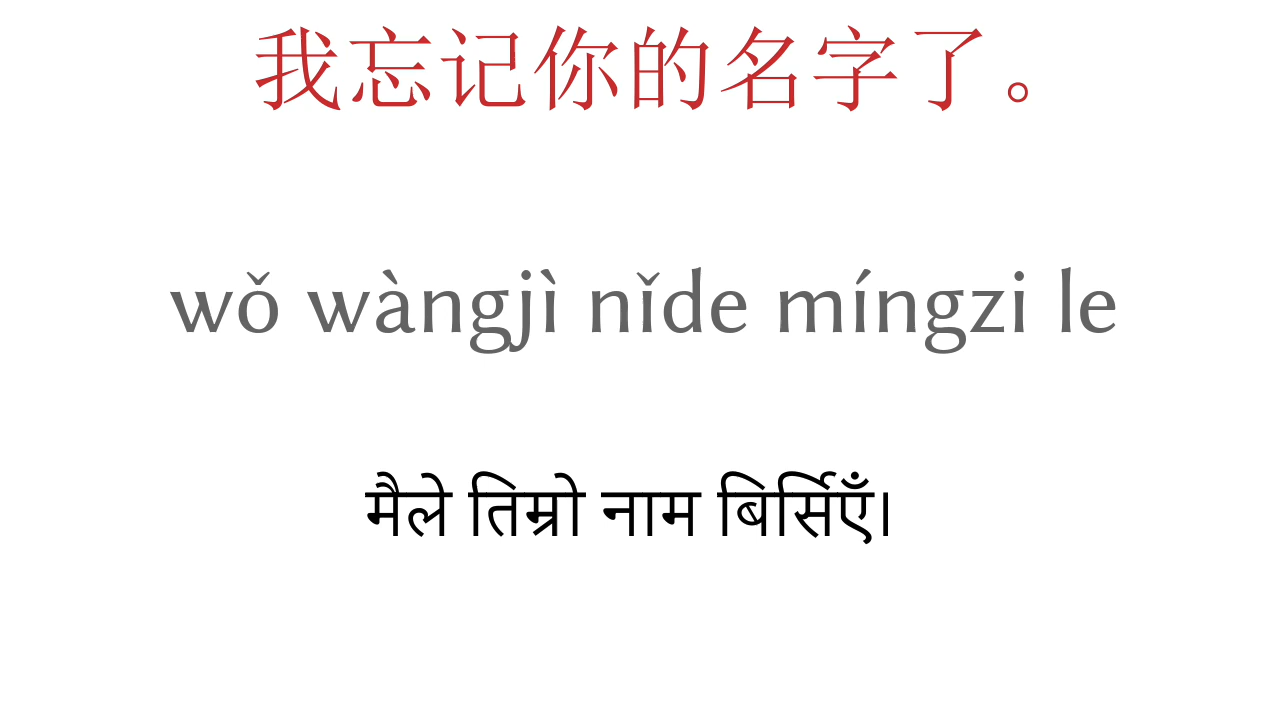 我忘记你的名字了。
wǒ wàngjì nǐde míngzi le
मैले तिम्रो नाम बिर्सिएँ।